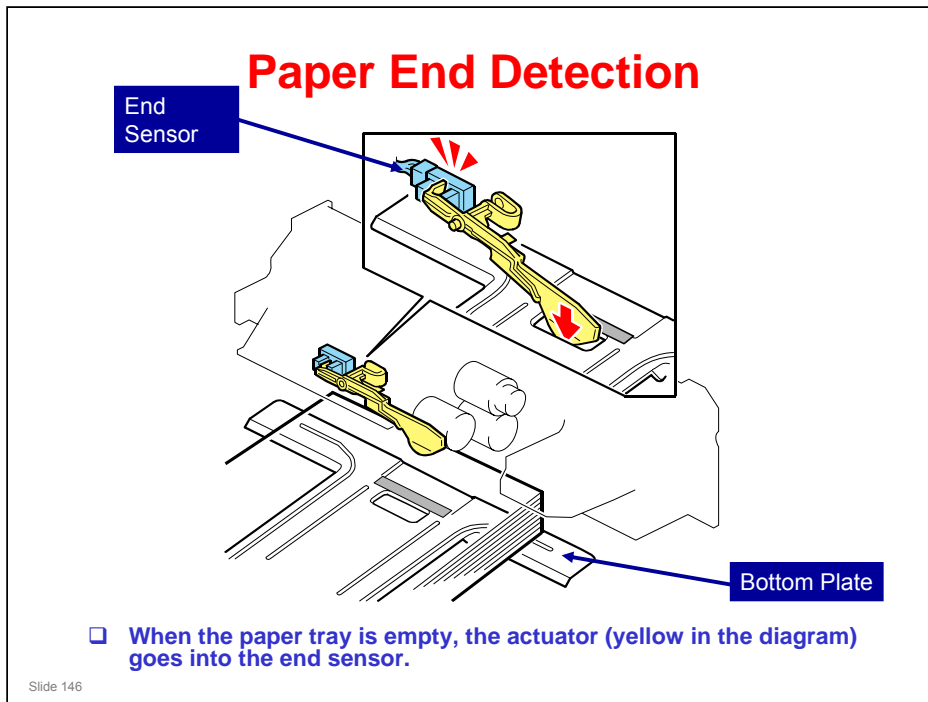 Paper End Detection
End
Sensor
Bottom Plate
❑ When the paper tray is empty, the actuator (yellow in the diagram)
goes into the end sensor.
Slide 146